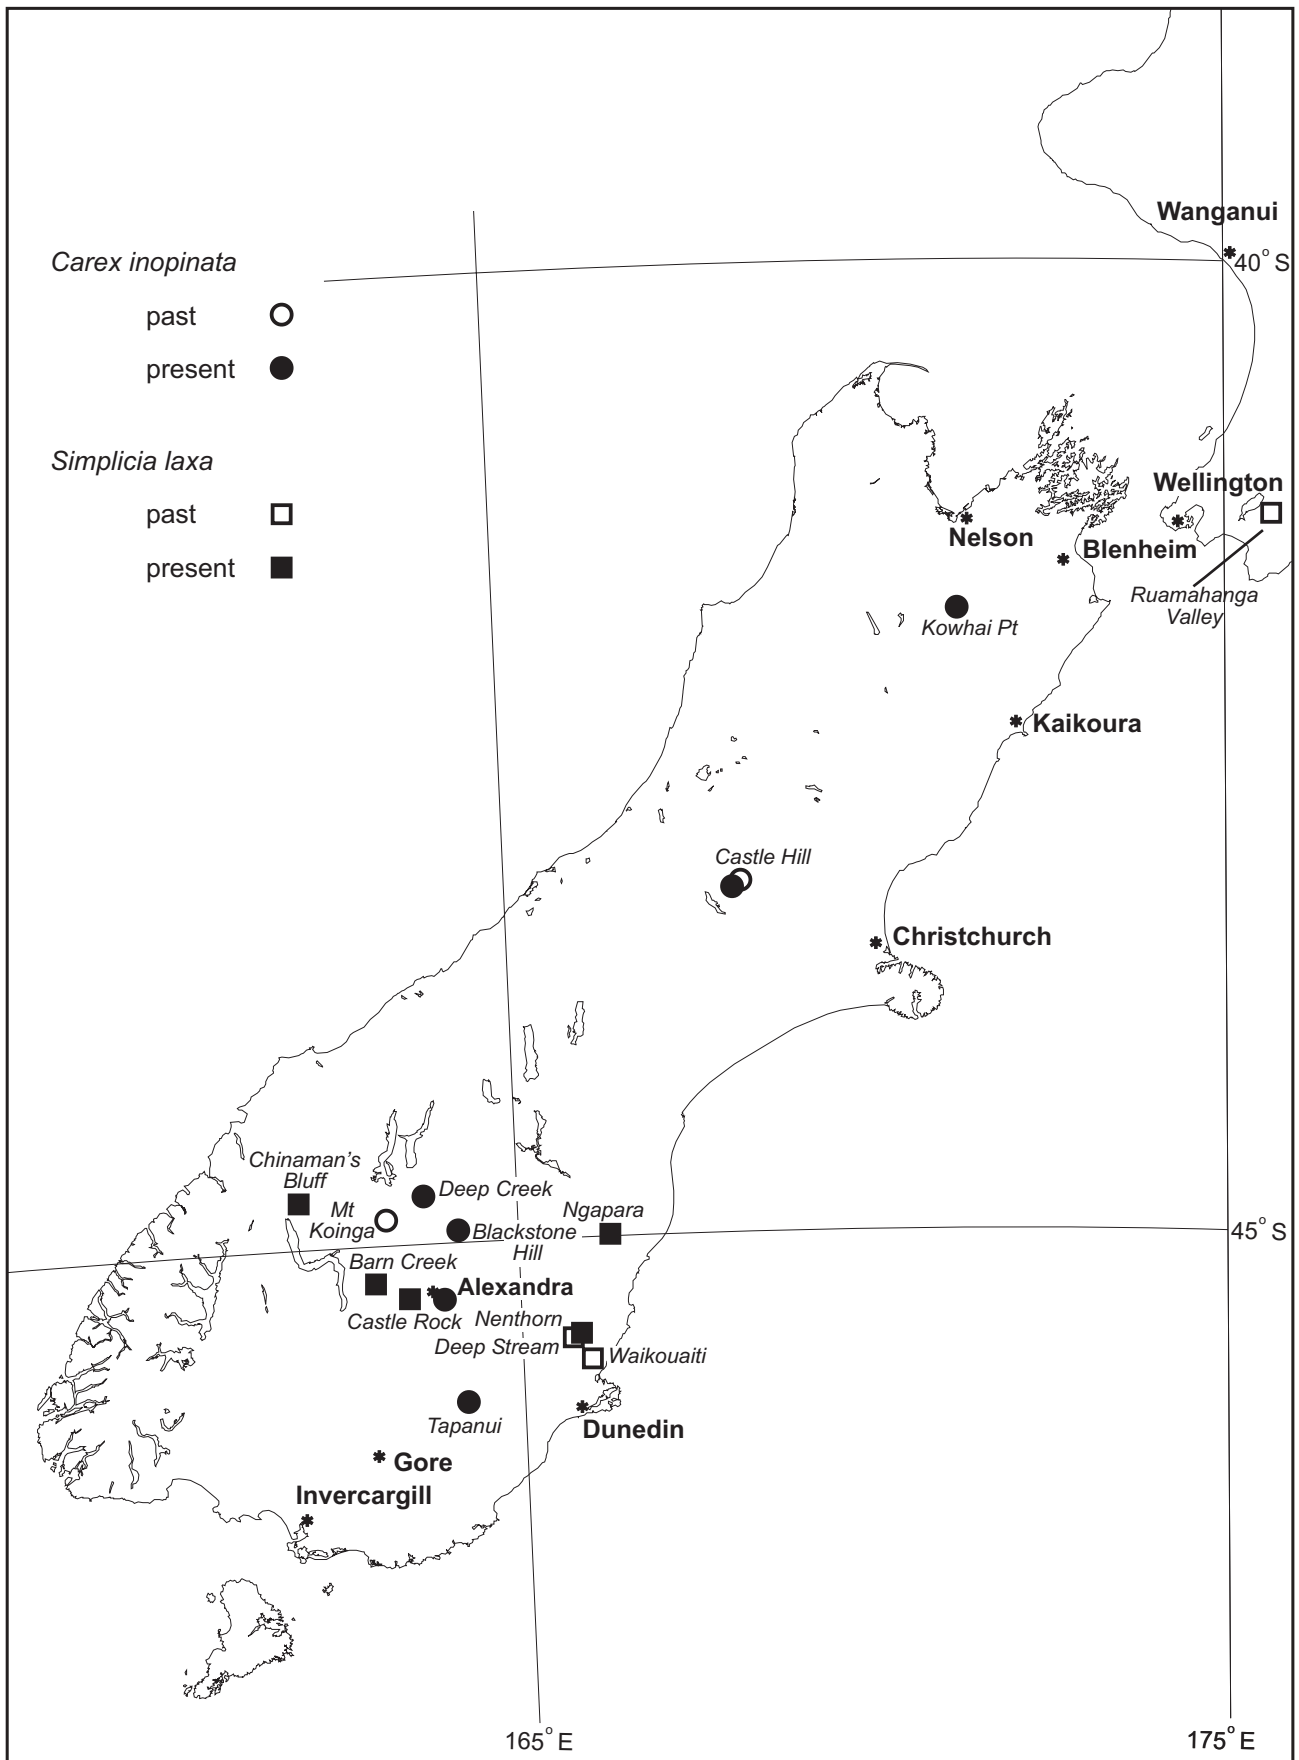 Wanganui
40° S
Carex inopinata
past
present
Simplicia laxa
past
present
Wellington
Nelson
Blenheim
Ruamahanga
Valley
Kowhai Pt
Kaikoura
Castle Hill
Christchurch
Chinaman's
Bluff
Deep Creek
Mt
Koinga
Ngapara
Blackstone
Hill
45° S
Barn Creek
Alexandra
Castle Rock
Nenthorn
Deep Stream
Waikouaiti
Tapanui
Dunedin
Gore
Invercargill
165° E
175° E